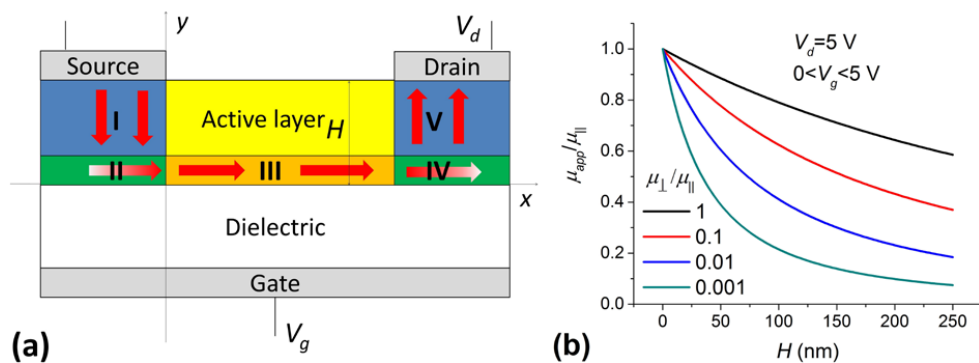 y
V_d
Source
Drain
I
Active layer
H
V
II
III
IV
x
Dielectric
Gate
V_g
(a)
V_d=5 V
0<V_g<5 V
μ_app/μ_||
1.0
0.8
0.6
0.4
0.2
0.0
μ_⊥/μ_||
1
0.1
0.01
0.001
0 50 100 150 200 250
H (nm)
(b)